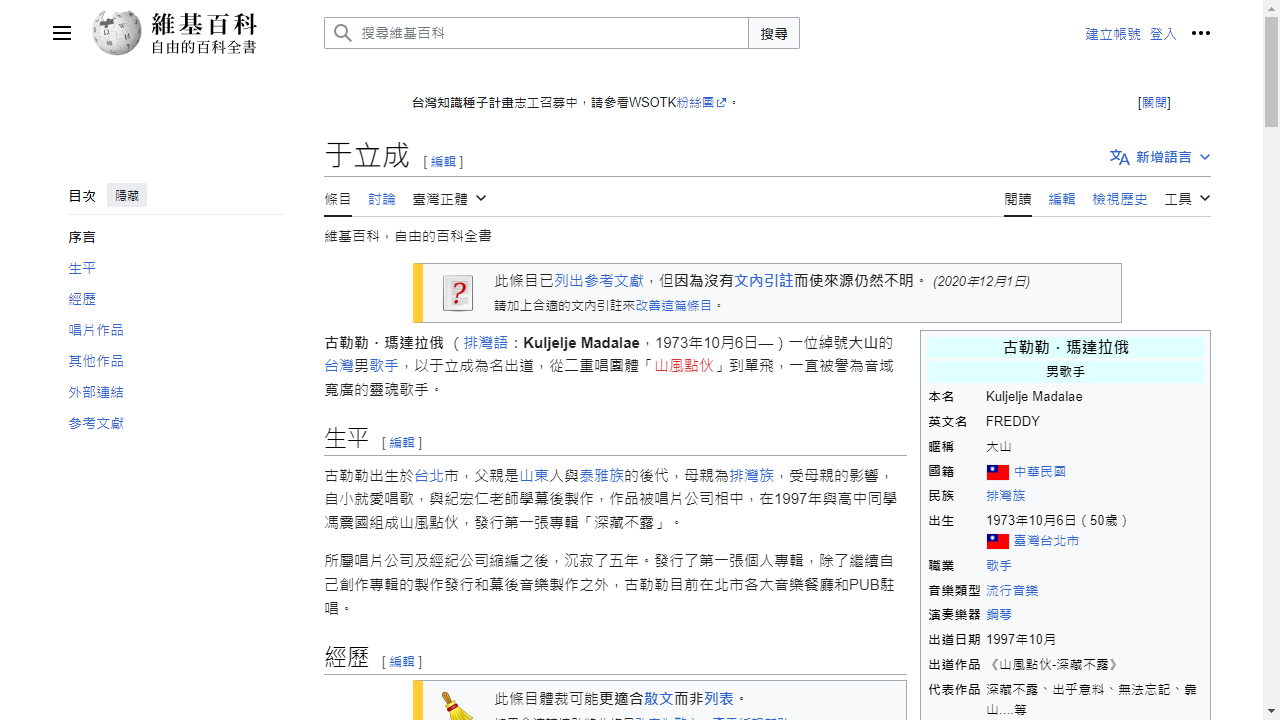 維基百科
自由的百科全書
搜尋維基百科
搜尋
建立帳號 登入
台灣知識種子計畫志工召募中，請參看WSOTK粉絲團。
[關閉]
于立成 [ 編輯 ]
新增語言
目次 隱藏
條目 討論 臺灣正體
閱讀 編輯 檢視歷史 工具
序言
生平
經歷
唱片作品
其他作品
外部連結
參考文獻
維基百科，自由的百科全書
此條目已列出參考文獻，但因為沒有文內引註而使來源仍然不明。 (2020年12月1日)
請加上合適的文內引註來改善這篇條目。
古勒勒．瑪達拉俄 （排灣語：Kuljelje Madalae，1973年10月6日—）一位綽號大山的
台灣男歌手，以于立成為名出道，從二重唱團體「山風點伙」到單飛，一直被譽為音域
寬廣的靈魂歌手。
生平 [ 編輯 ]
古勒勒出生於台北市，父親是山東人與泰雅族的後代，母親為排灣族，受母親的影響，
自小就愛唱歌，與紀宏仁老師學幕後製作，作品被唱片公司相中，在1997年與高中同學
馮震國組成山風點伙，發行第一張專輯「深藏不露」。
所屬唱片公司及經紀公司縮編之後，沉寂了五年。發行了第一張個人專輯，除了繼續自
己創作專輯的製作發行和幕後音樂製作之外，古勒勒目前在北市各大音樂餐廳和PUB駐
唱。
經歷 [ 編輯 ]
此條目體裁可能更適合散文而非列表。
古勒勒．瑪達拉俄
男歌手
本名 Kuljelje Madalae
英文名 FREDDY
暱稱 大山
國籍 中華民國
民族 排灣族
出生 1973年10月6日（50歲）
臺灣台北市
職業 歌手
音樂類型 流行音樂
演奏樂器 鋼琴
出道日期 1997年10月
出道作品 《山風點伙-深藏不露》
代表作品 深藏不露、出乎意料、無法忘記、靠
山....等